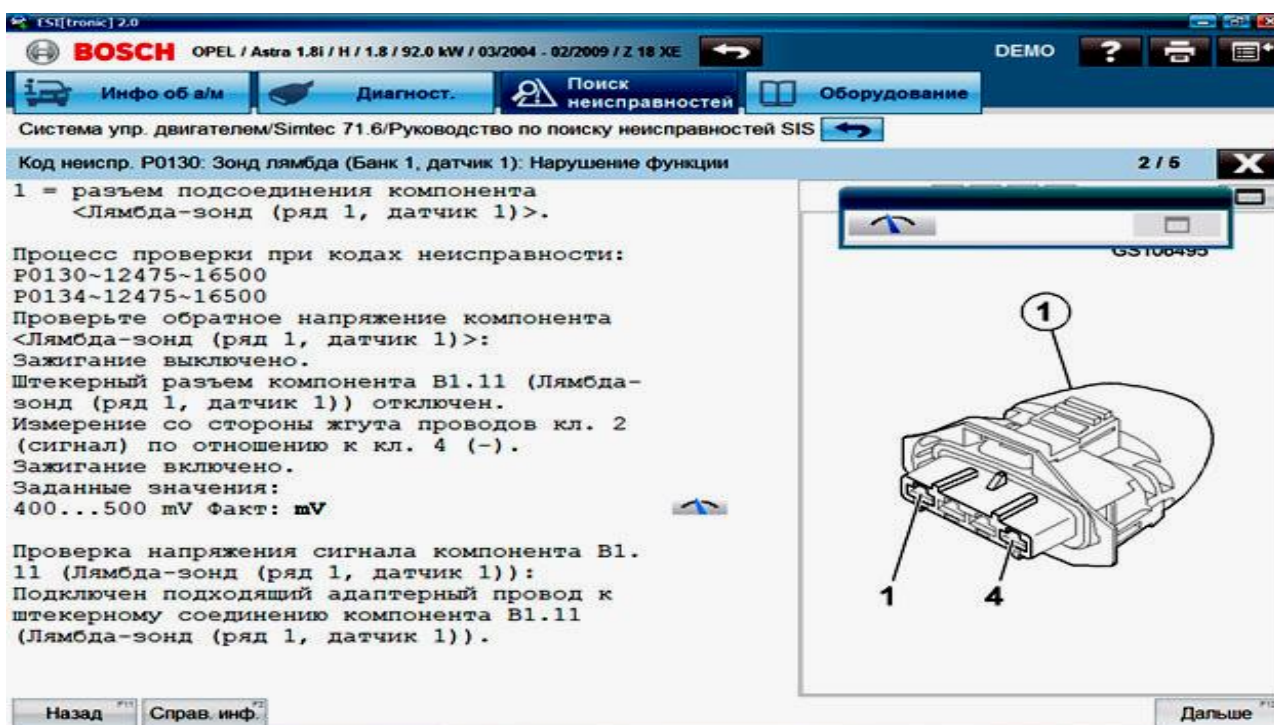 ESI[tronic] 2.0
BOSCH OPEL / Astra 1.8i / H / 1.8 / 92.0 kW / 03/2004 - 02/2009 / Z 18 XE DEMO ?
Инфо об а/м Диагност. Поиск неисправностей Оборудование
Система упр. двигателем/Simtec 71.6/Руководство по поиску неисправностей SIS
Код неиспр. P0130: Зонд лямбда (Банк 1, датчик 1): Нарушение функции 2 / 5 X
1 = разъем подсоединения компонента
<Лямбда-зонд (ряд 1, датчик 1)>.
Процесс проверки при кодах неисправности:
P0130~12475~16500
P0134~12475~16500
Проверьте обратное напряжение компонента
<Лямбда-зонд (ряд 1, датчик 1)>:
Зажигание выключено.
Штекерный разъем компонента B1.11 (Лямбда-
зонд (ряд 1, датчик 1)) отключен.
Измерение со стороны жгута проводов кл. 2
(сигнал) по отношению к кл. 4 (-).
Зажигание включено.
Заданные значения:
400...500 mV Факт: mV
Проверка напряжения сигнала компонента B1.
11 (Лямбда-зонд (ряд 1, датчик 1)):
Подключен подходящий адаптерный провод к
штекерному соединению компонента B1.11
(Лямбда-зонд (ряд 1, датчик 1)).
GS106495
1
1 4
Назад F11 Справ. инф. F2 Дальше F12